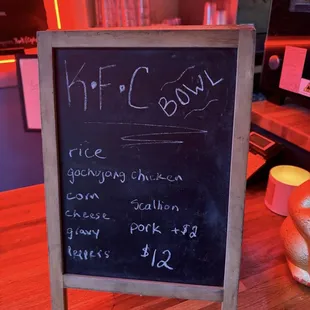 K·F·C BOWL
rice
gochujang chicken
corn
cheese scallion
gravy pork +$2
peppers $12